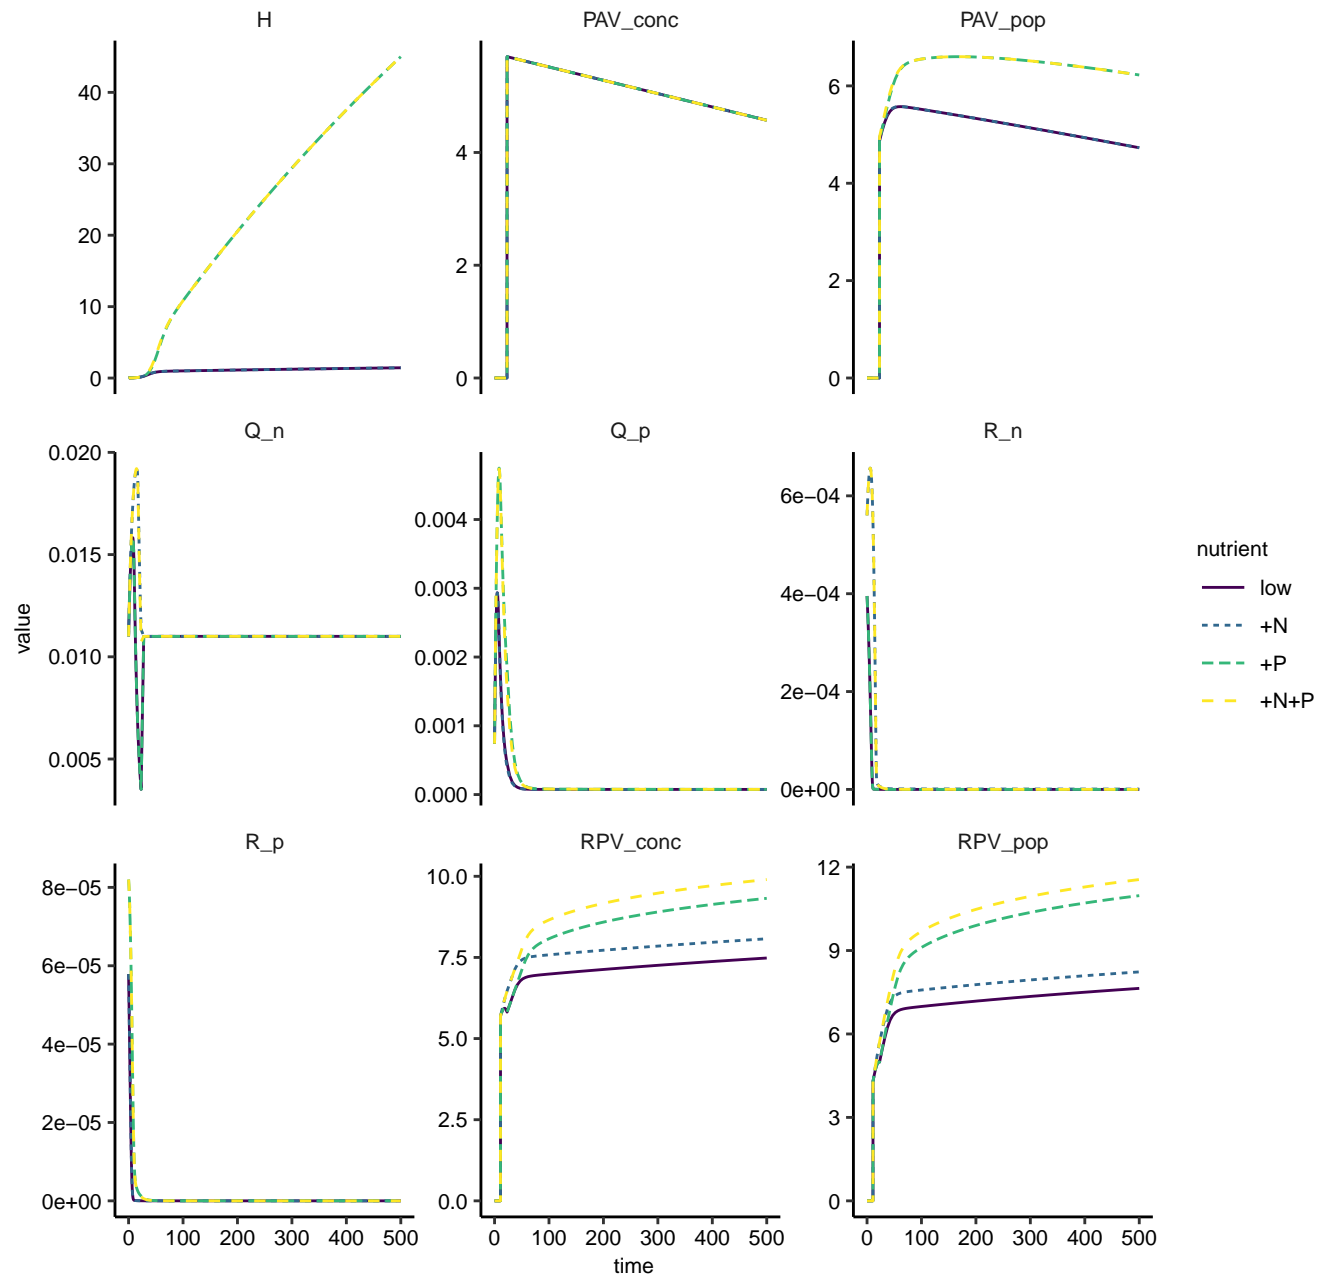 H
PAV_conc
PAV_pop
40
30
20
10
0
4
2
0
6
4
2
0
Q_n
Q_p
R_n
0.020
0.015
0.010
0.005
0.004
0.003
0.002
0.001
0.000
6e−04
4e−04
2e−04
0e+00
value
nutrient
low
+N
+P
+N+P
R_p
RPV_conc
RPV_pop
8e−05
6e−05
4e−05
2e−05
0e+00
10.0
7.5
5.0
2.5
0.0
12
9
6
3
0
0 100 200 300 400 500
0 100 200 300 400 500
0 100 200 300 400 500
time